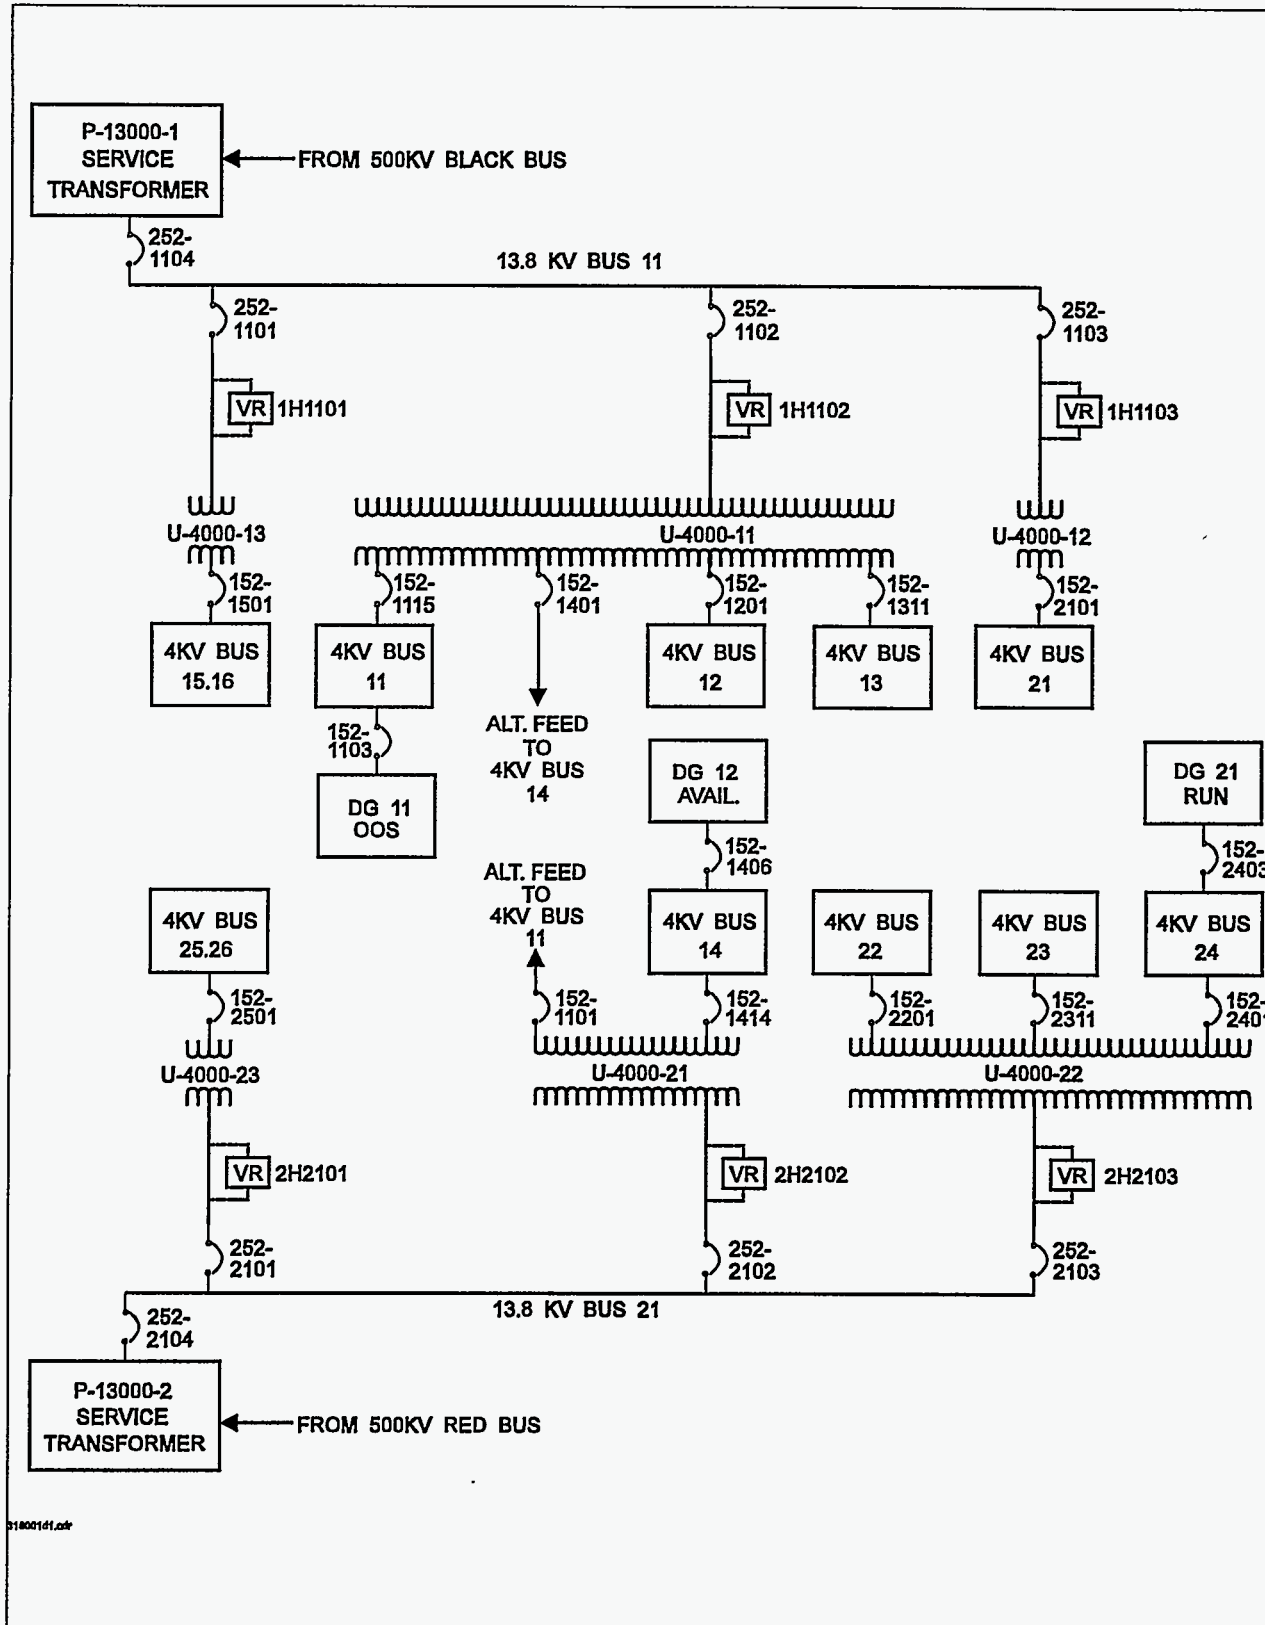 P-13000-1
SERVICE
TRANSFORMER
FROM 500KV BLACK BUS
252-
1104
13.8 KV BUS 11
252-
1101
252-
1102
252-
1103
VR 1H1101
VR 1H1102
VR 1H1103
U-4000-13
U-4000-11
U-4000-12
152-
1501
152-
1115
152-
1401
152-
1201
152-
1311
152-
2101
4KV BUS
15.16
4KV BUS
11
4KV BUS
12
4KV BUS
13
4KV BUS
21
152-
1103
ALT. FEED
TO
4KV BUS
14
DG 11
OOS
DG 12
AVAIL.
DG 21
RUN
152-
1406
152-
2403
ALT. FEED
TO
4KV BUS
11
4KV BUS
25.26
4KV BUS
14
4KV BUS
22
4KV BUS
23
4KV BUS
24
152-
2501
152-
1101
152-
1414
152-
2201
152-
2311
152-
2401
U-4000-23
U-4000-21
U-4000-22
VR 2H2101
VR 2H2102
VR 2H2103
252-
2101
252-
2102
252-
2103
13.8 KV BUS 21
252-
2104
P-13000-2
SERVICE
TRANSFORMER
FROM 500KV RED BUS